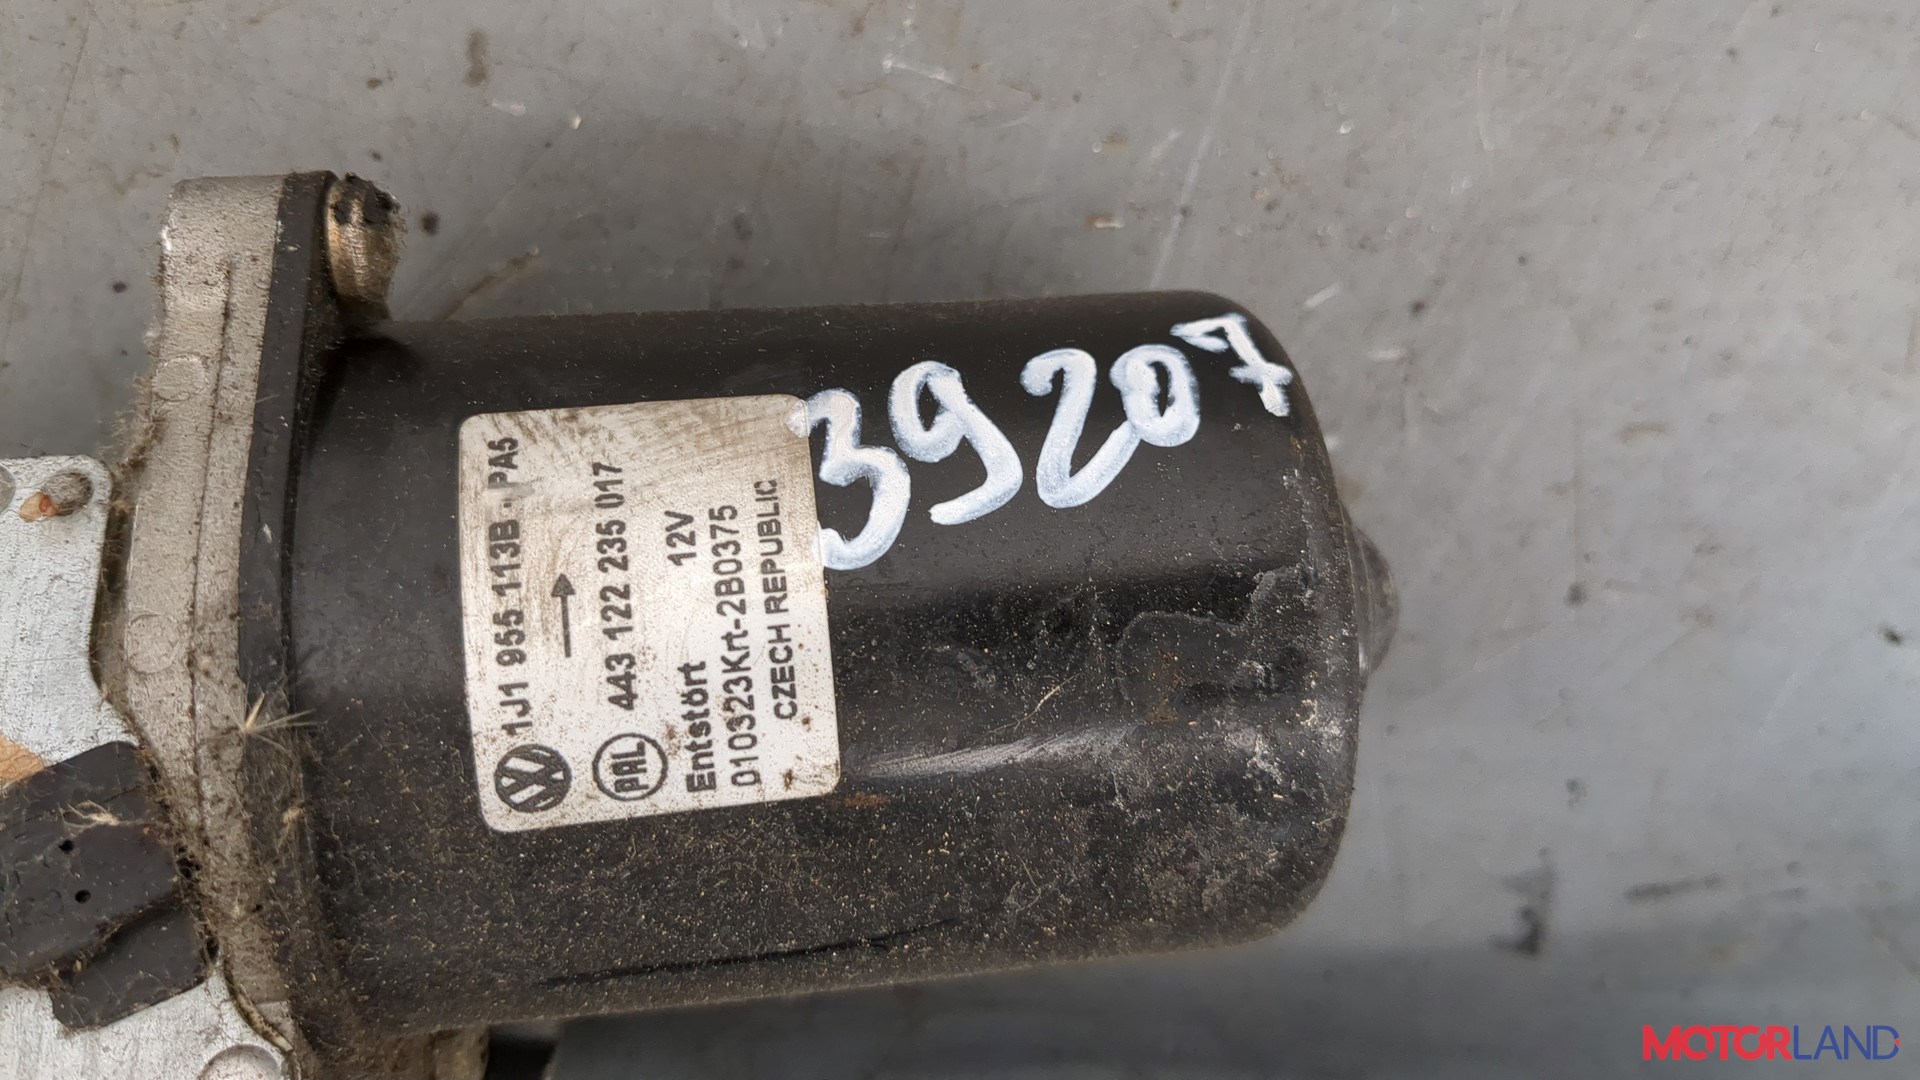 1J1 955 113B · PA5
PAL 443 122 235 017
Entstört 12V
010323Krt-2B0375
CZECH REPUBLIC
39207
MOTORLAND